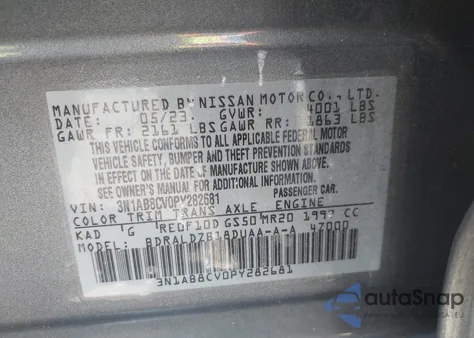 MANUFACTURED BY NISSAN MOTOR CO., LTD.
DATE: 05/23 GVWR: 4001 LBS
GAWR FR: 2161 LBS GAWR RR: 1863 LBS
THIS VEHICLE CONFORMS TO ALL APPLICABLE FEDERAL MOTOR
VEHICLE SAFETY, BUMPER AND THEFT PREVENTION STANDARDS
IN EFFECT ON THE DATE OF MANUFACTURE SHOWN ABOVE.
SEE OWNER'S MANUAL FOR ADDITIONAL INFORMATION.
VIN: 3N1AB8CV0PY282681 PASSENGER CAR.
COLOR TRIM TRANS AXLE ENGINE
KAD G RE0F10D GS50 MR20 1997 CC
MODEL: BDRALDZB18DUAA-A-A 47000
3N1AB8CV0PY282681
autaSnap